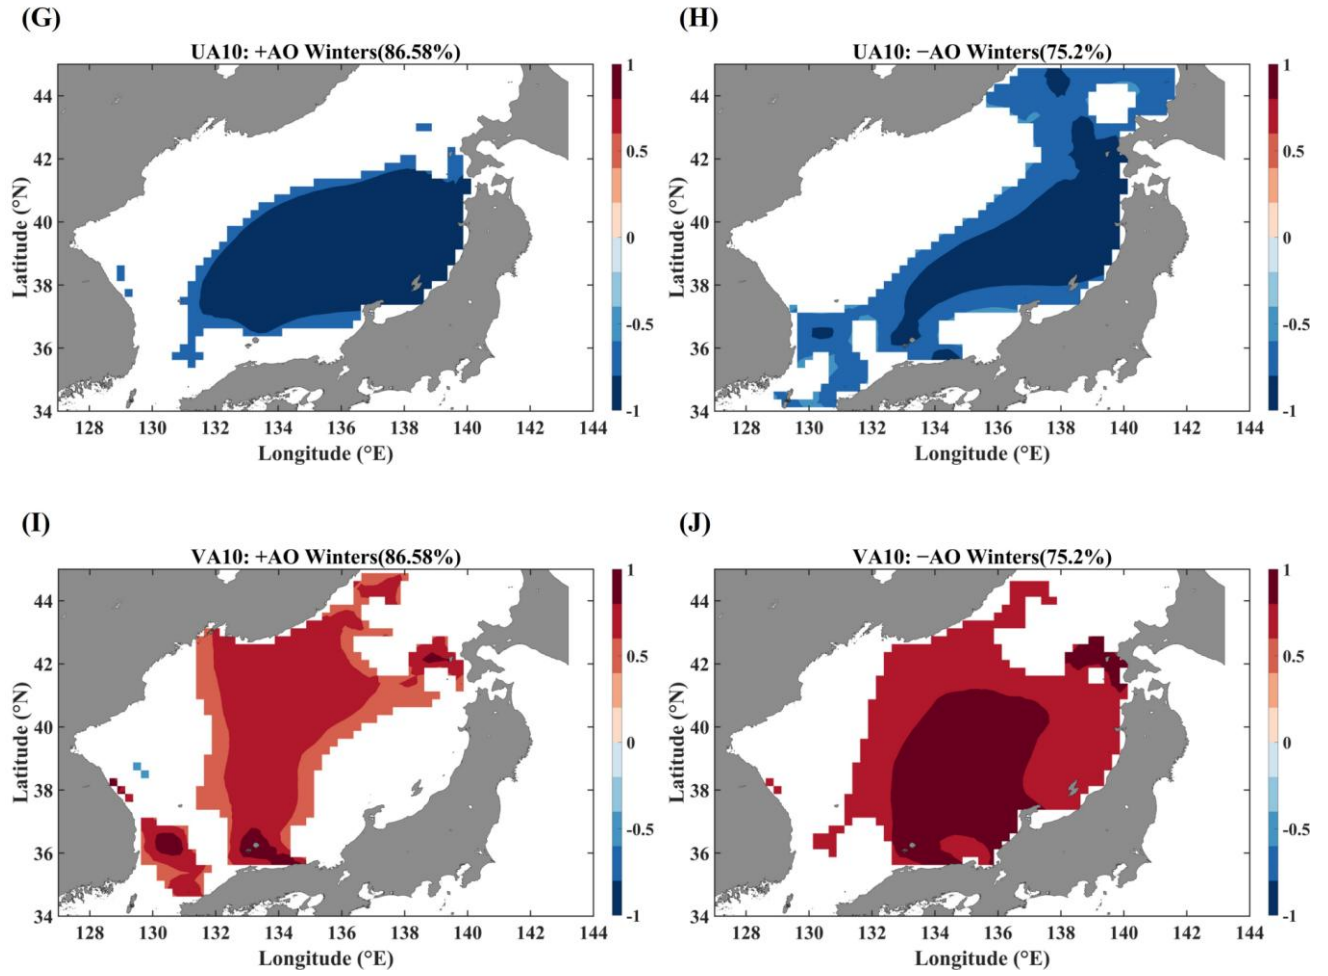 (G)
UA10: +AO Winters(86.58%)
44
42
40
38
36
34
Latitude (°N)
128 130 132 134 136 138 140 142 144
Longitude (°E)
1
0.5
0
-0.5
-1
(H)
UA10: −AO Winters(75.2%)
44
42
40
38
36
34
Latitude (°N)
128 130 132 134 136 138 140 142 144
Longitude (°E)
1
0.5
0
-0.5
-1
(I)
VA10: +AO Winters(86.58%)
44
42
40
38
36
34
Latitude (°N)
128 130 132 134 136 138 140 142 144
Longitude (°E)
1
0.5
0
-0.5
-1
(J)
VA10: −AO Winters(75.2%)
44
42
40
38
36
34
Latitude (°N)
128 130 132 134 136 138 140 142 144
Longitude (°E)
1
0.5
0
-0.5
-1